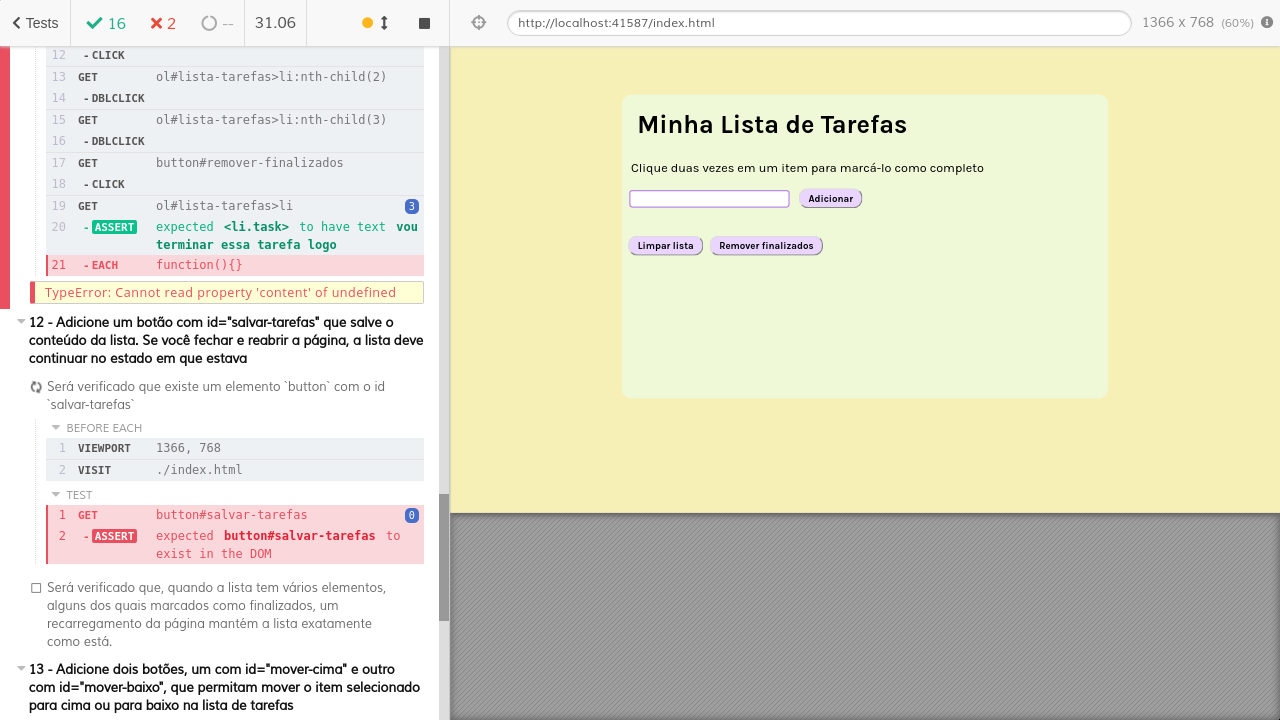 Tests
16
2
--
31.06
http://localhost:41587/index.html
1366 x 768 (60%)
12 - CLICK
13 GET ol#lista-tarefas>li:nth-child(2)
14 - DBLCLICK
15 GET ol#lista-tarefas>li:nth-child(3)
16 - DBLCLICK
17 GET button#remover-finalizados
18 - CLICK
19 GET ol#lista-tarefas>li 3
20 - ASSERT expected <li.task> to have text vou
terminar essa tarefa logo
21 - EACH function(){}
TypeError: Cannot read property 'content' of undefined
12 - Adicione um botão com id="salvar-tarefas" que salve o
conteúdo da lista. Se você fechar e reabrir a página, a lista deve
continuar no estado em que estava
Será verificado que existe um elemento `button` com o id
`salvar-tarefas`
BEFORE EACH
1 VIEWPORT 1366, 768
2 VISIT ./index.html
TEST
1 GET button#salvar-tarefas 0
2 - ASSERT expected button#salvar-tarefas to
exist in the DOM
Será verificado que, quando a lista tem vários elementos,
alguns dos quais marcados como finalizados, um
recarregamento da página mantém a lista exatamente
como está.
13 - Adicione dois botões, um com id="mover-cima" e outro
com id="mover-baixo", que permitam mover o item selecionado
para cima ou para baixo na lista de tarefas
Minha Lista de Tarefas
Clique duas vezes em um item para marcá-lo como completo
Adicionar
Limpar lista Remover finalizados